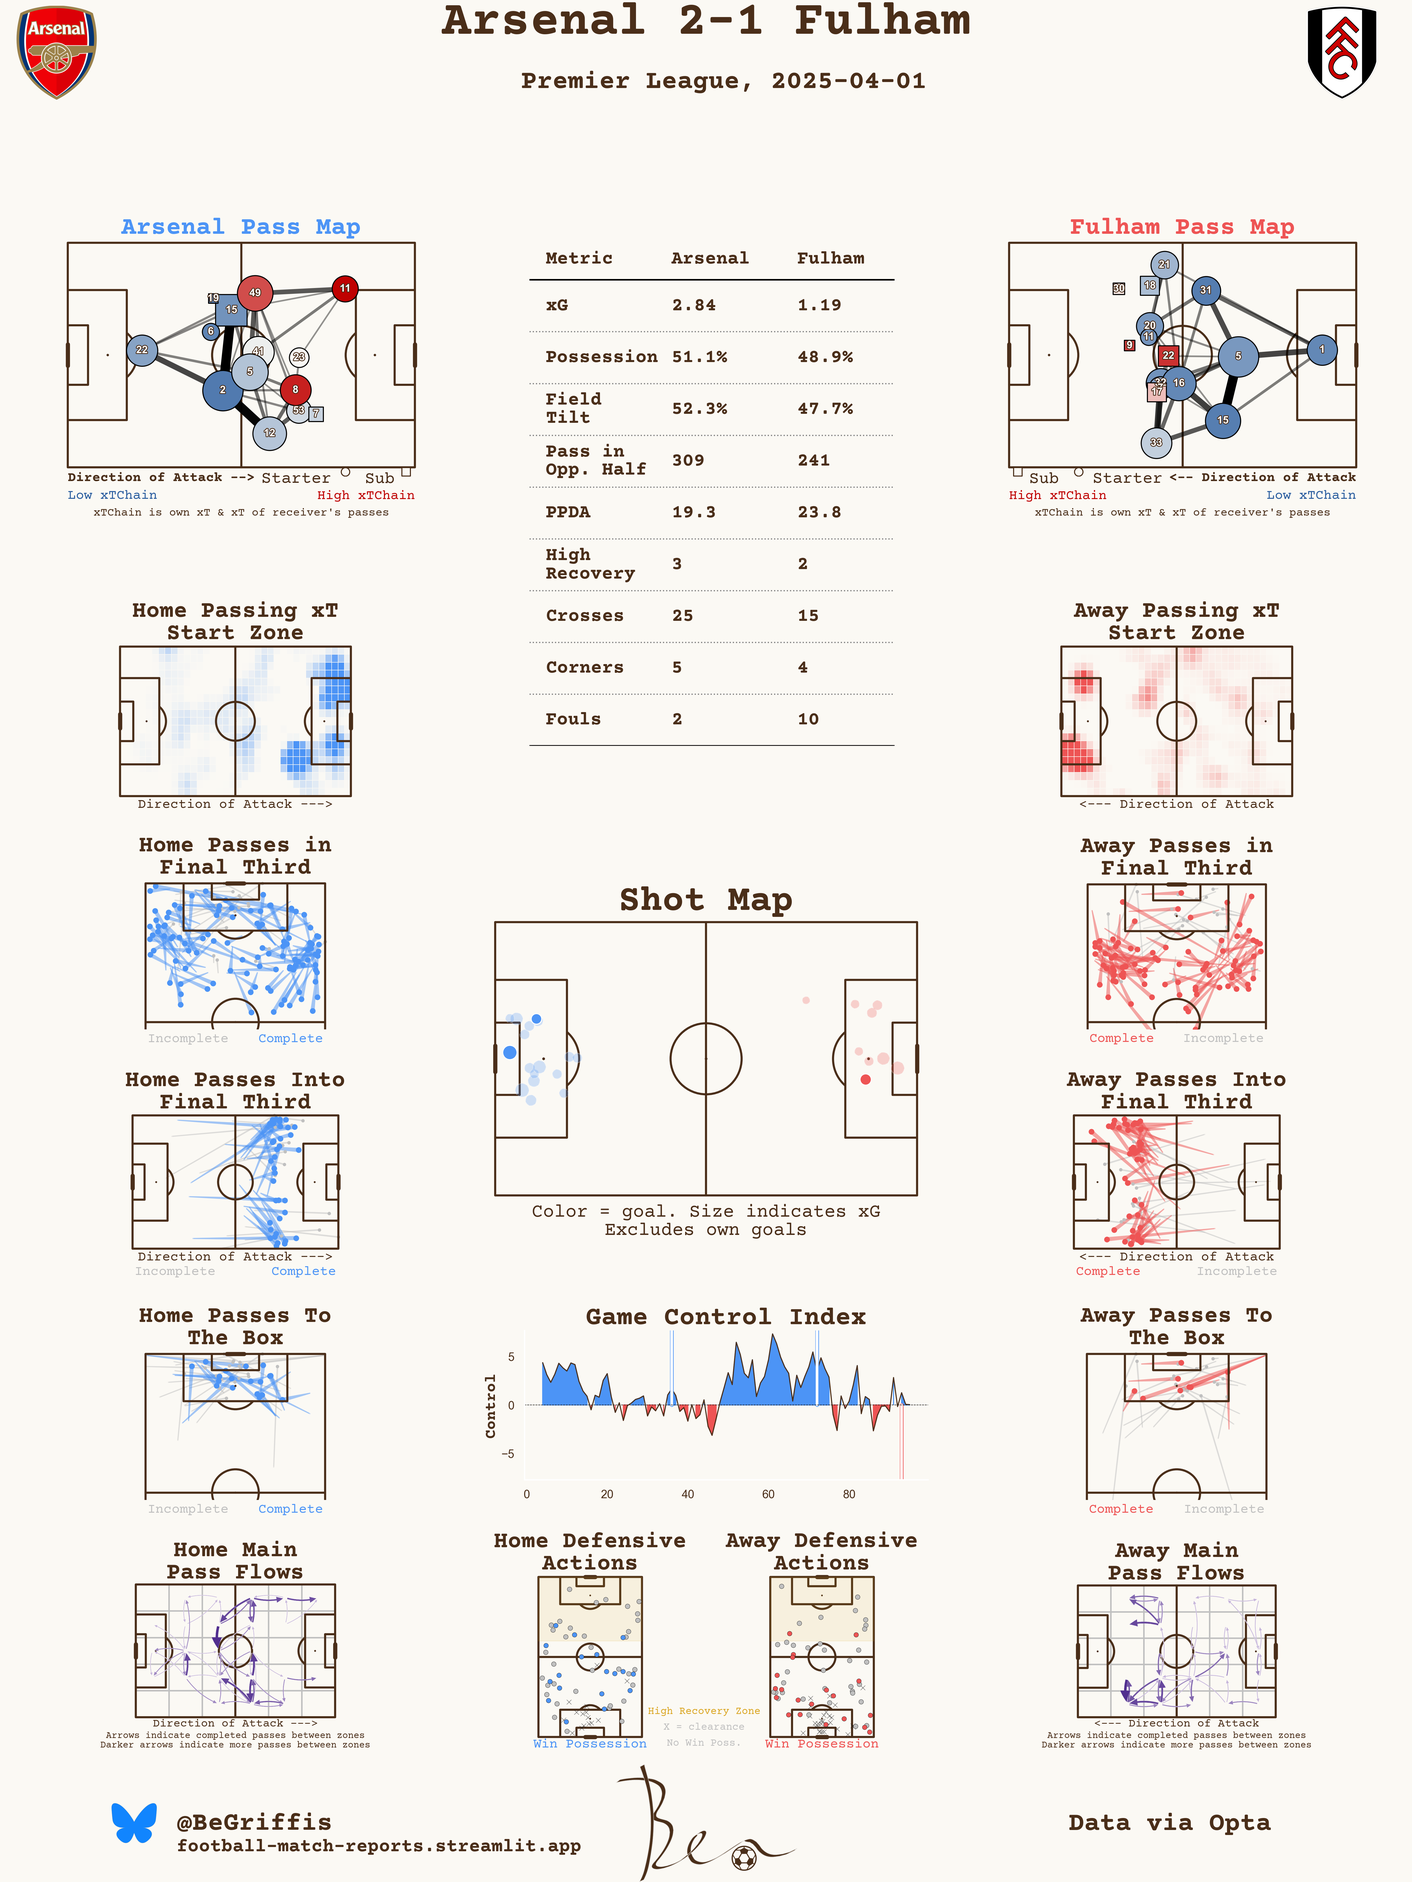 Arsenal 2-1 Fulham
Premier League, 2025-04-01
Arsenal
FFC
Arsenal Pass Map
19
49
11
15
6
22
41
23
5
2
8
53
7
12
Direction of Attack --> Starter Sub
Low xTChain High xTChain
xTChain is own xT & xT of receiver's passes
Metric Arsenal Fulham
xG 2.84 1.19
Possession 51.1% 48.9%
Field
Tilt 52.3% 47.7%
Pass in
Opp. Half 309 241
PPDA 19.3 23.8
High
Recovery 3 2
Crosses 25 15
Corners 5 4
Fouls 2 10
Fulham Pass Map
21
30
18
31
20
11
9
22
5
1
16
17
15
33
Sub Starter <-- Direction of Attack
High xTChain Low xTChain
xTChain is own xT & xT of receiver's passes
Home Passing xT
Start Zone
Direction of Attack --->
Away Passing xT
Start Zone
<--- Direction of Attack
Home Passes in
Final Third
Incomplete Complete
Away Passes in
Final Third
Complete Incomplete
Shot Map
Color = goal. Size indicates xG
Excludes own goals
Home Passes Into
Final Third
Direction of Attack --->
Incomplete Complete
Away Passes Into
Final Third
<--- Direction of Attack
Complete Incomplete
Home Passes To
The Box
Incomplete Complete
Game Control Index
Control
5
0
−5
0 20 40 60 80
Away Passes To
The Box
Complete Incomplete
Home Main
Pass Flows
Direction of Attack --->
Arrows indicate completed passes between zones
Darker arrows indicate more passes between zones
Home Defensive
Actions
Win Possession
High Recovery Zone
X = clearance
No Win Poss.
Away Defensive
Actions
Win Possession
Away Main
Pass Flows
<--- Direction of Attack
Arrows indicate completed passes between zones
Darker arrows indicate more passes between zones
@BeGriffis
football-match-reports.streamlit.app
Ben
Data via Opta